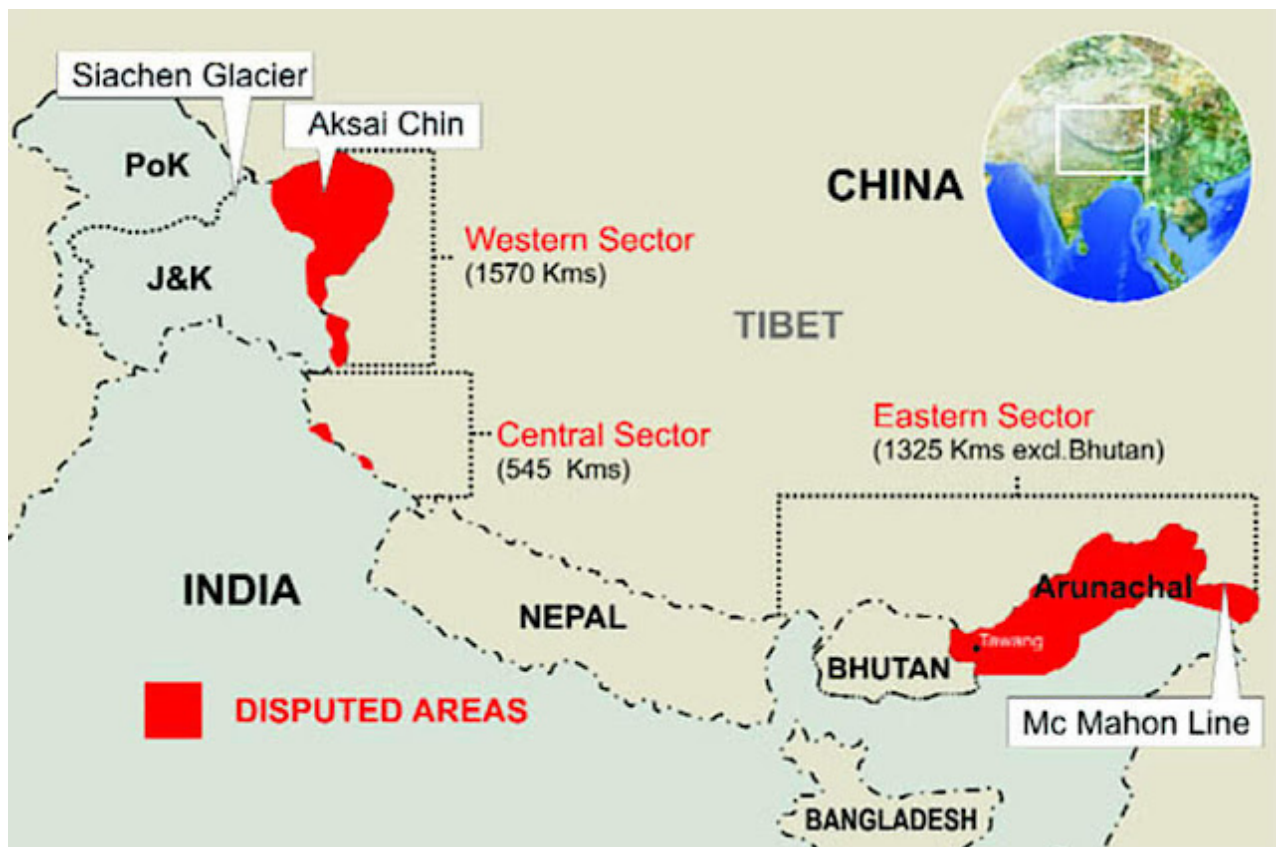 Siachen Glacier
Aksai Chin
PoK
CHINA
Western Sector
(1570 Kms)
J&K
TIBET
Eastern Sector
(1325 Kms excl.Bhutan)
Central Sector
(545 Kms)
INDIA
Arunachal
NEPAL
Tawang
BHUTAN
DISPUTED AREAS
Mc Mahon Line
BANGLADESH